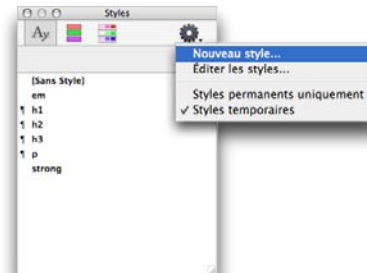 Styles
Ay
Nouveau style...
Éditer les styles...
Styles permanents uniquement
✓ Styles temporaires
[Sans Style]
em
¶ h1
¶ h2
¶ h3
¶ p
strong